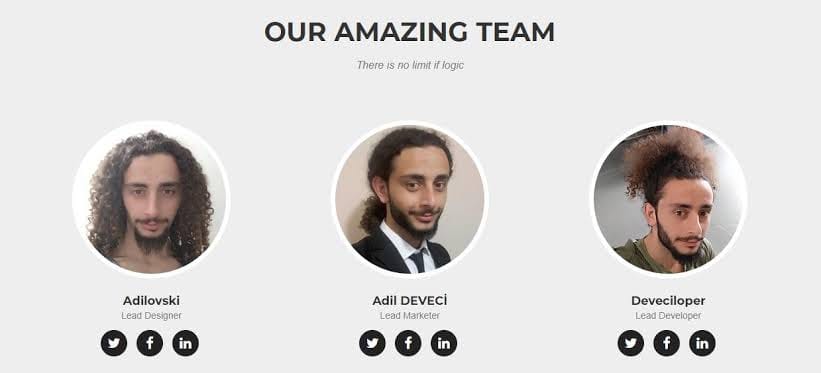 OUR AMAZING TEAM
There is no limit if logic
Adilovski
Lead Designer
Adil DEVECİ
Lead Marketer
Deveciloper
Lead Developer